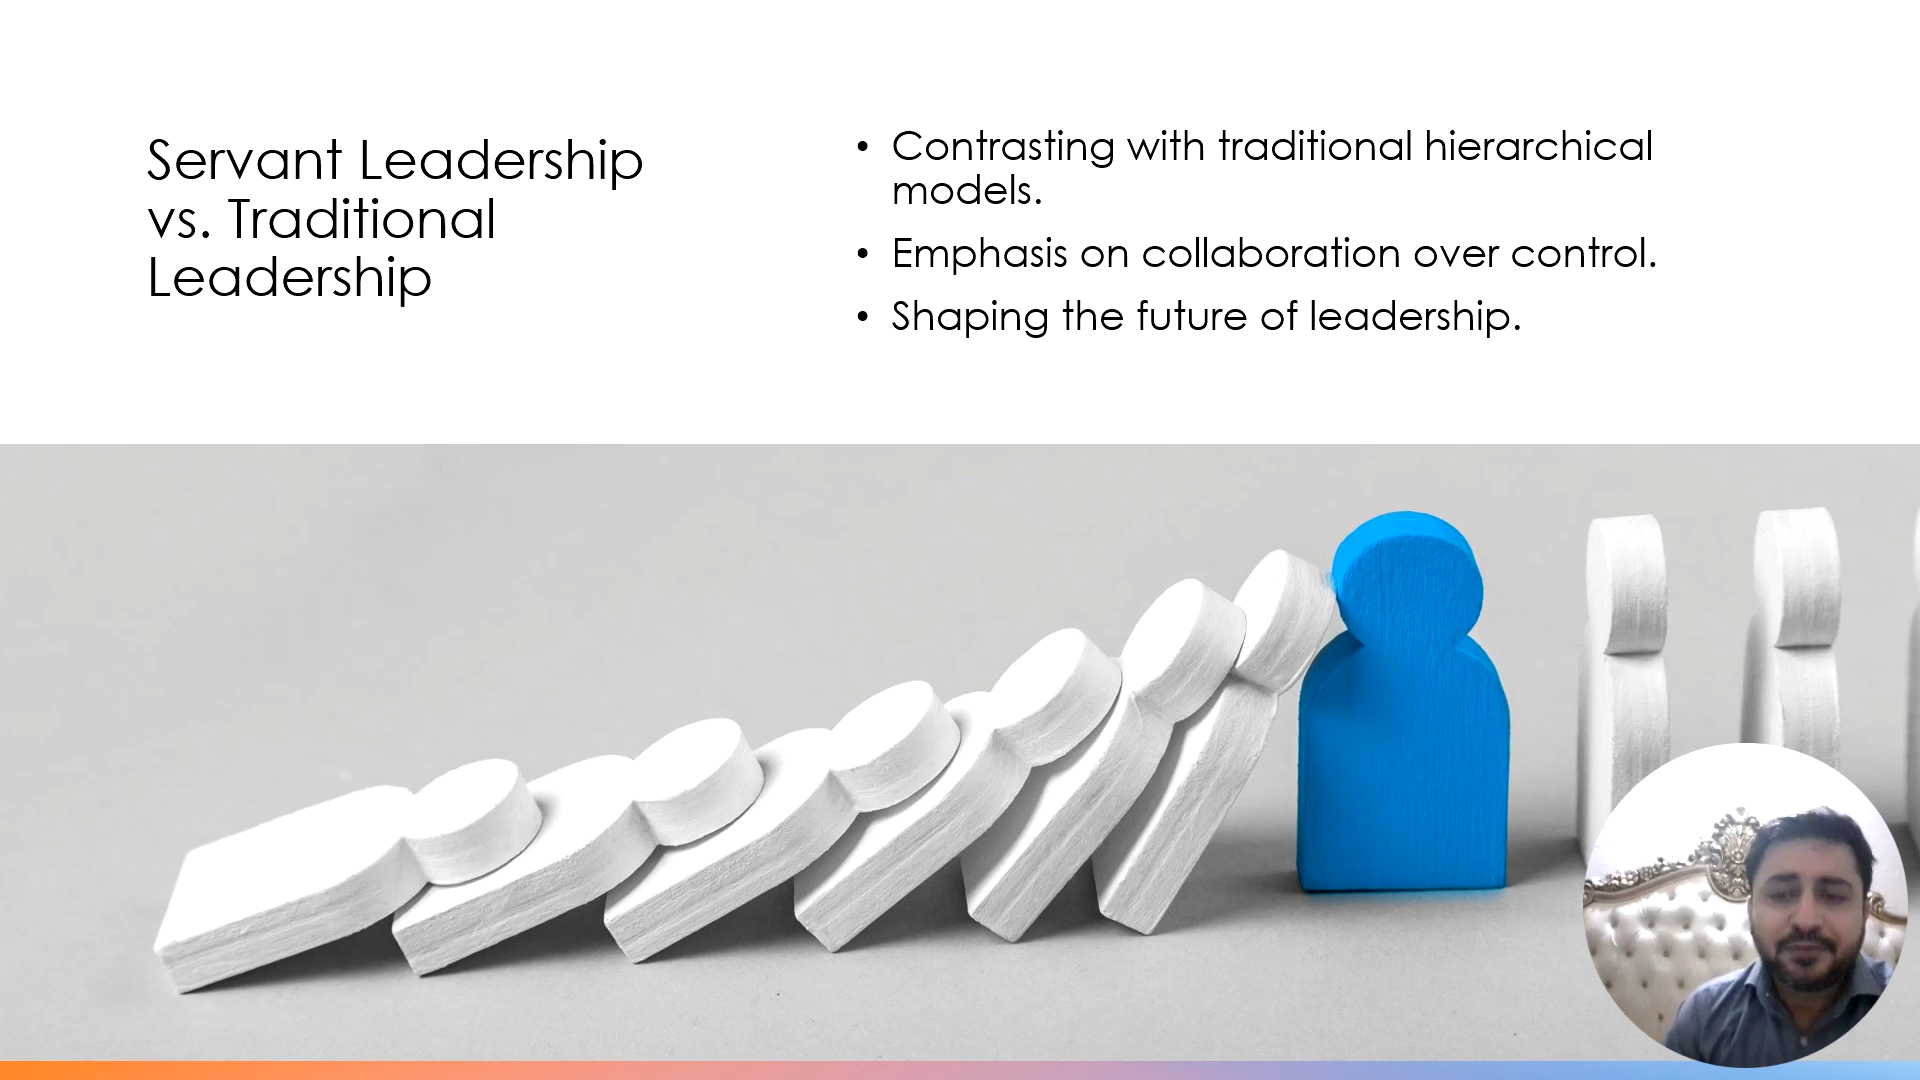 Servant Leadership
vs. Traditional
Leadership
• Contrasting with traditional hierarchical
models.
• Emphasis on collaboration over control.
• Shaping the future of leadership.